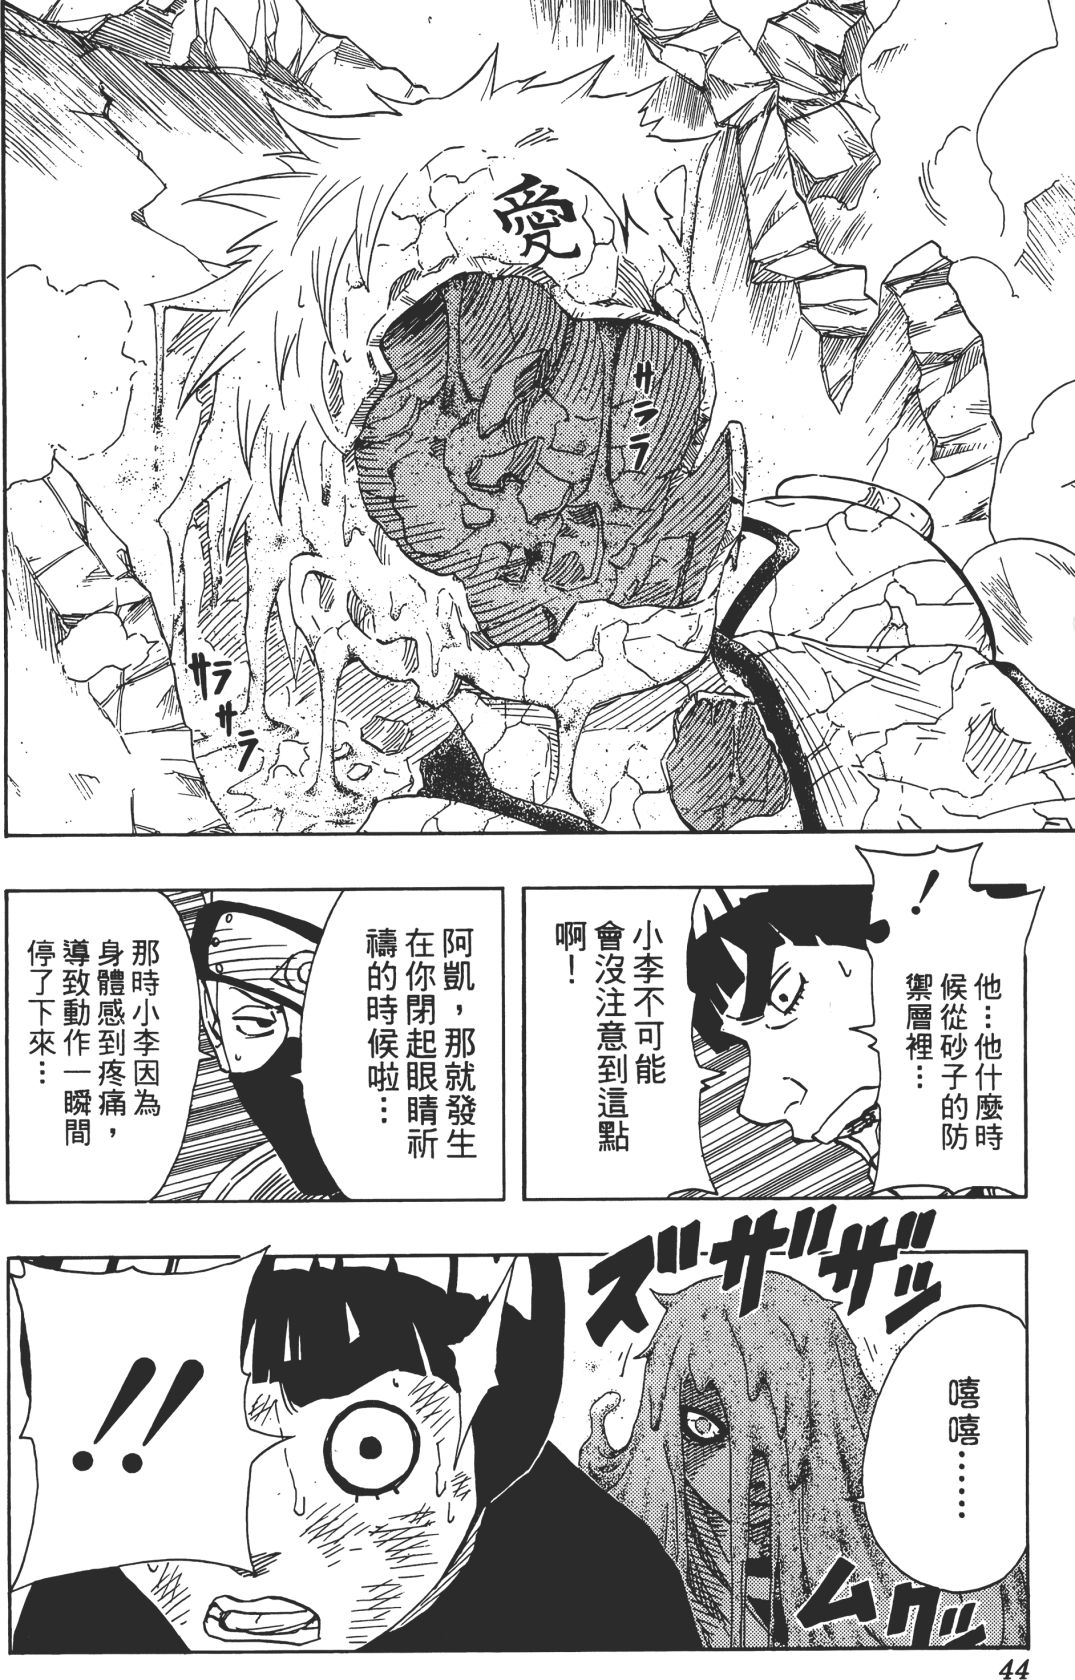 愛
サ
ラ
ラ
サ
ラ
サ
ラ
！
他…他什麼時
候從砂子的防
禦層裡…
小李不可能
會沒注意到這點
啊！
阿凱，那就發生
在你閉起眼睛祈
禱的時候啦…
那時小李因為
身體感到疼痛，
導致動作一瞬間
停了下來…
ズザザザッ
嘻嘻……
ムクッ
！！
44